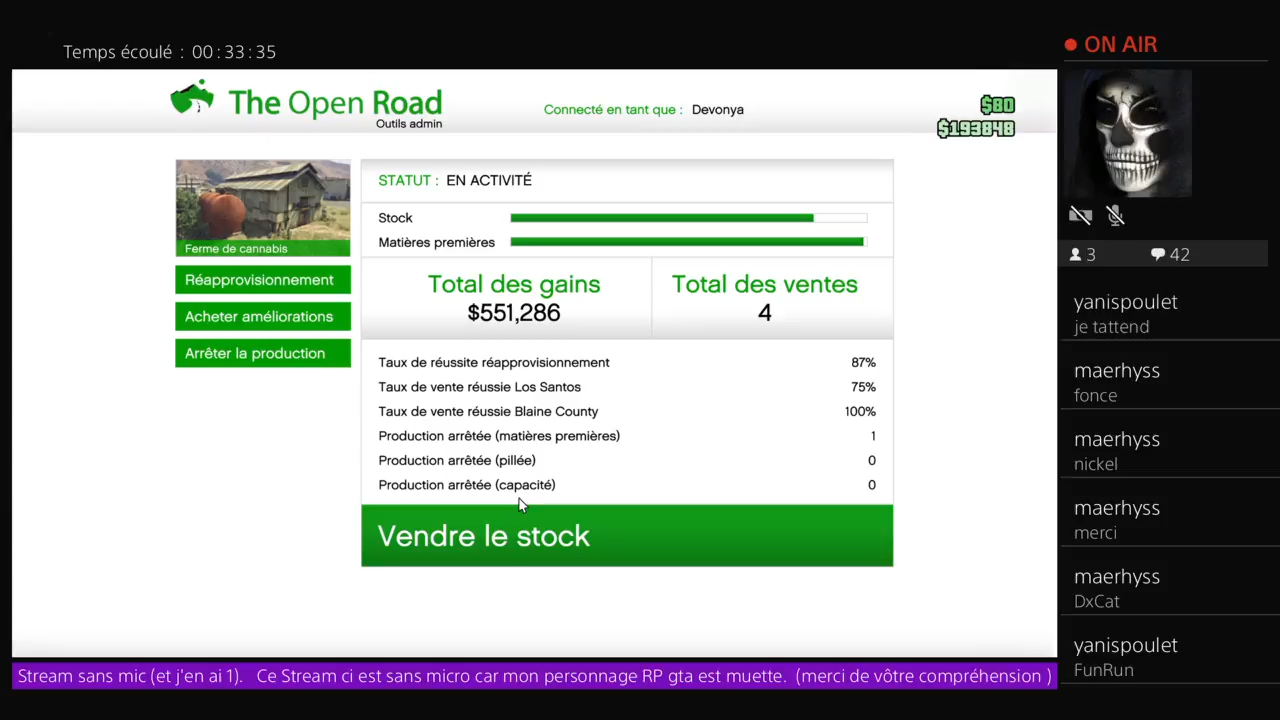 Temps écoulé : 00:33:35
ON AIR
The Open Road
Outils admin
Connecté en tant que : Devonya
$80
$193848
STATUT : EN ACTIVITÉ
Stock
Matières premières
Ferme de cannabis
Réapprovisionnement
Acheter améliorations
Arrêter la production
Total des gains
$551,286
Total des ventes
4
Taux de réussite réapprovisionnement 87%
Taux de vente réussie Los Santos 75%
Taux de vente réussie Blaine County 100%
Production arrêtée (matières premières) 1
Production arrêtée (pillée) 0
Production arrêtée (capacité) 0
Vendre le stock
3 42
yanispoulet
je tattend
maerhyss
fonce
maerhyss
nickel
maerhyss
merci
maerhyss
DxCat
yanispoulet
FunRun
Stream sans mic (et j'en ai 1). Ce Stream ci est sans micro car mon personnage RP gta est muette. (merci de vôtre compréhension )